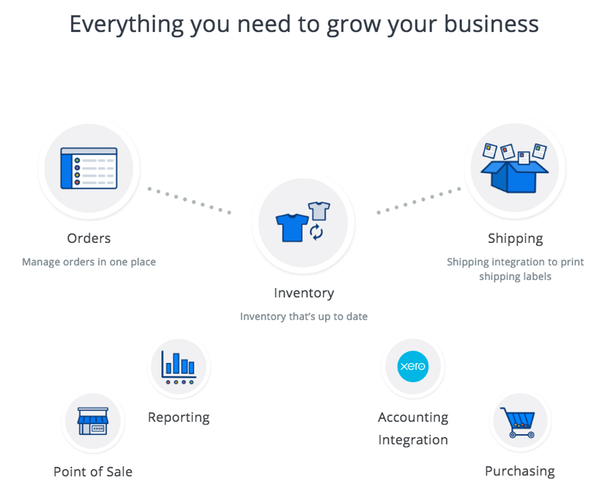 Everything you need to grow your business
Orders
Manage orders in one place
Inventory
Inventory that's up to date
Shipping
Shipping integration to print
shipping labels
Reporting
xero
Accounting
Integration
Point of Sale
Purchasing